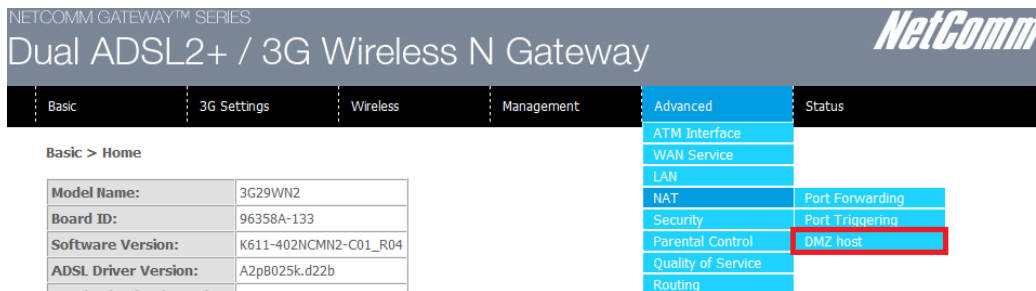 NETCOMM GATEWAY™ SERIES
NetComm
Dual ADSL2+ / 3G Wireless N Gateway
Basic 3G Settings Wireless Management Advanced Status
ATM Interface
Basic > Home WAN Service
LAN
Model Name: 3G29WN2 NAT Port Forwarding
Board ID: 96358A-133 Security Port Triggering
Software Version: K611-402NCMN2-C01_R04 Parental Control DMZ host
Quality of Service
ADSL Driver Version: A2pB025k.d22b
Routing